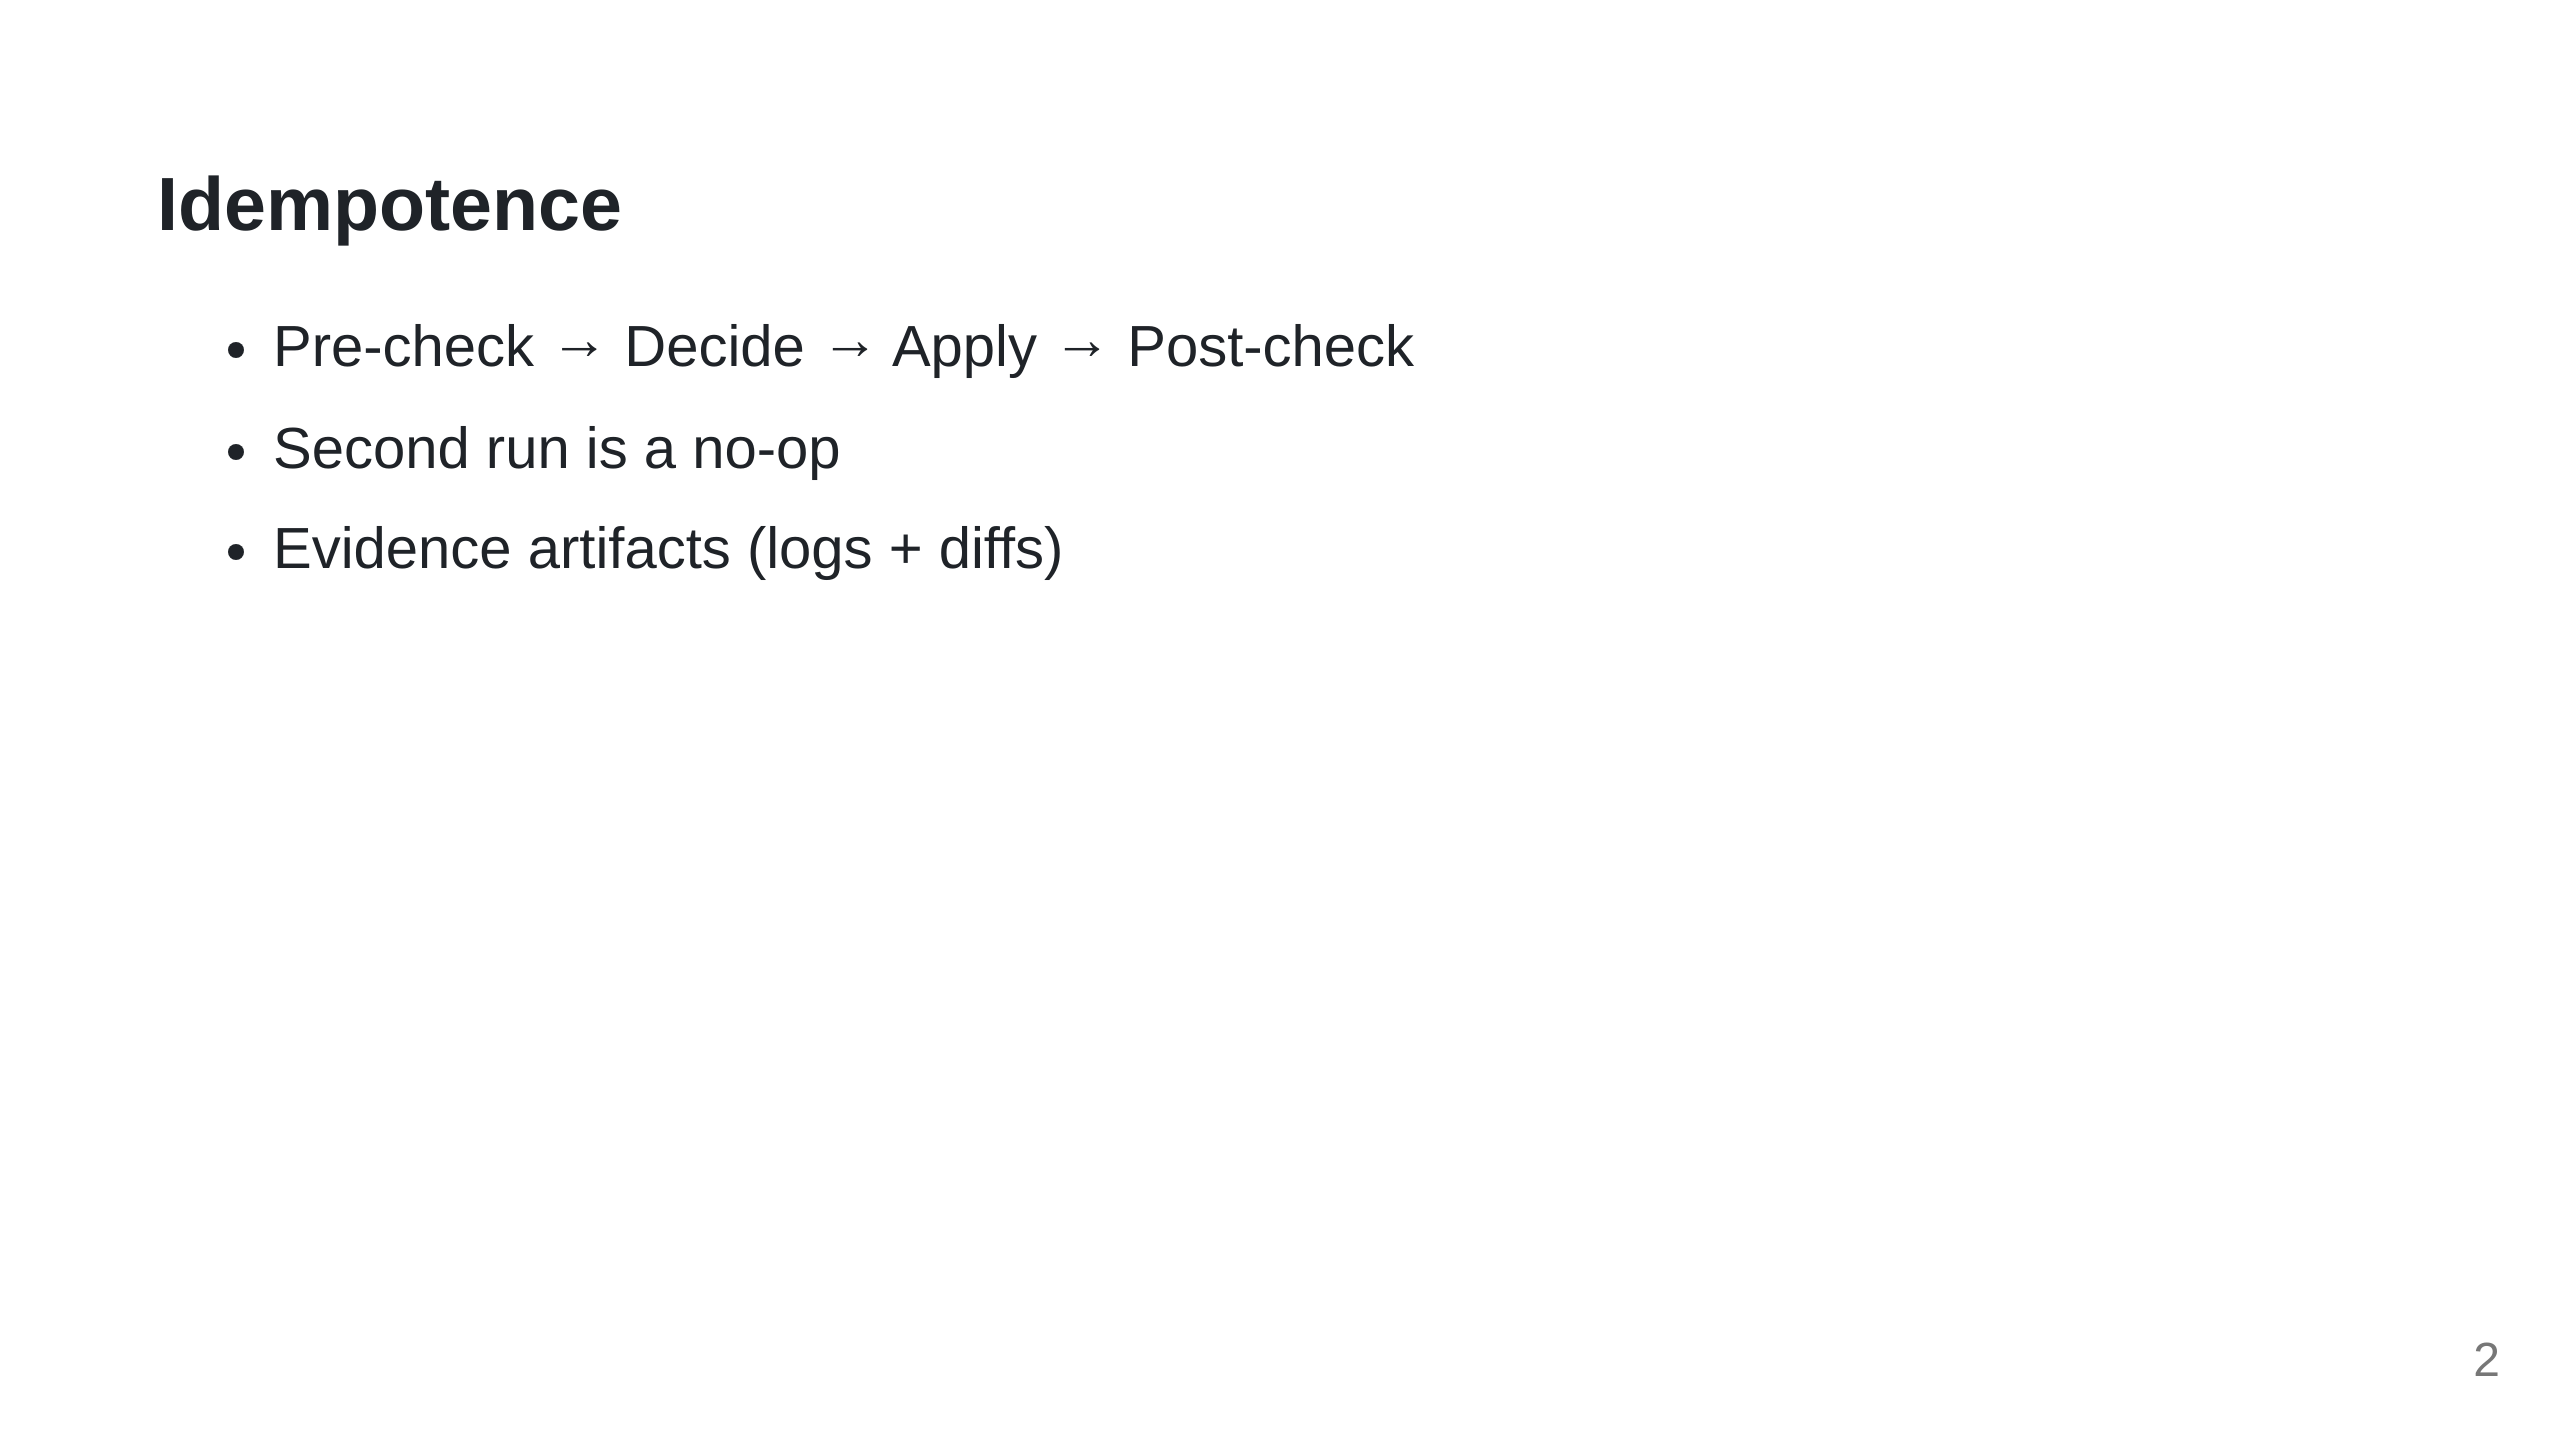 Idempotence
• Pre-check → Decide → Apply → Post-check
• Second run is a no-op
• Evidence artifacts (logs + diffs)
2